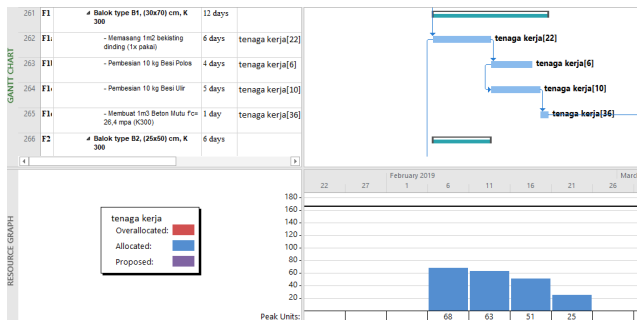 261 F1 Balok type B1, (30x70) cm, K 300 12 days
262 - Memasang 1m2 bekisting dinding (1x pakai) 6 days tenaga kerja[22]
263 - Pembesian 10 kg Besi Polos 4 days tenaga kerja[6]
264 - Pembesian 10 kg Besi Ulir 5 days tenaga kerja[10]
265 - Membuat 1m3 Beton Mutu f'c= 26,4 mpa (K300) 1 day tenaga kerja[36]
266 F2 Balok type B2, (25x50) cm, K 300 6 days
GANTT CHART
tenaga kerja[22]
tenaga kerja[6]
tenaga kerja[10]
tenaga kerja[36]
RESOURCE GRAPH
tenaga kerja
Overallocated:
Allocated:
Proposed:
February 2019
22 27 1 6 11 16 21 26
180
160
140
120
100
80
60
40
20
Peak Units: 68 63 51 25